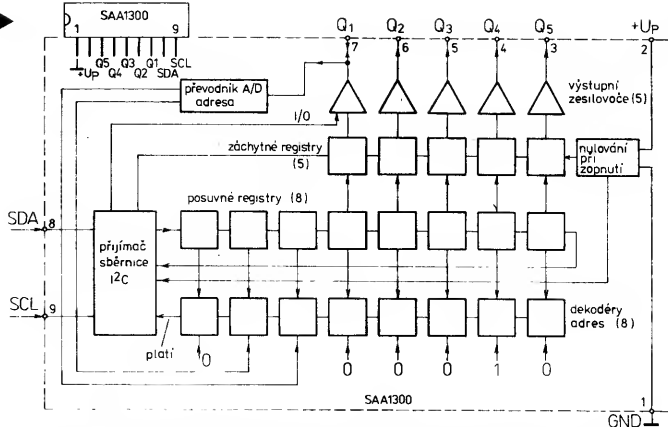 SAA1300
1 9
+Up Q5 Q4 Q3 Q2 Q1 SDA SCL
Q1 Q2 Q3 Q4 Q5 +Up
7 6 5 4 3 2
převodník A/D
adresa
výstupní
zesilovače (5)
I/O
záchytné registry
(5)
nulování
při
zopnutí
posuvné registry (8)
SDA
8
přijímač
sběrnice
I²C
SCL
9
platí
dekodéry
adres (8)
0 0 0 0 1 0
SAA1300
1
GND